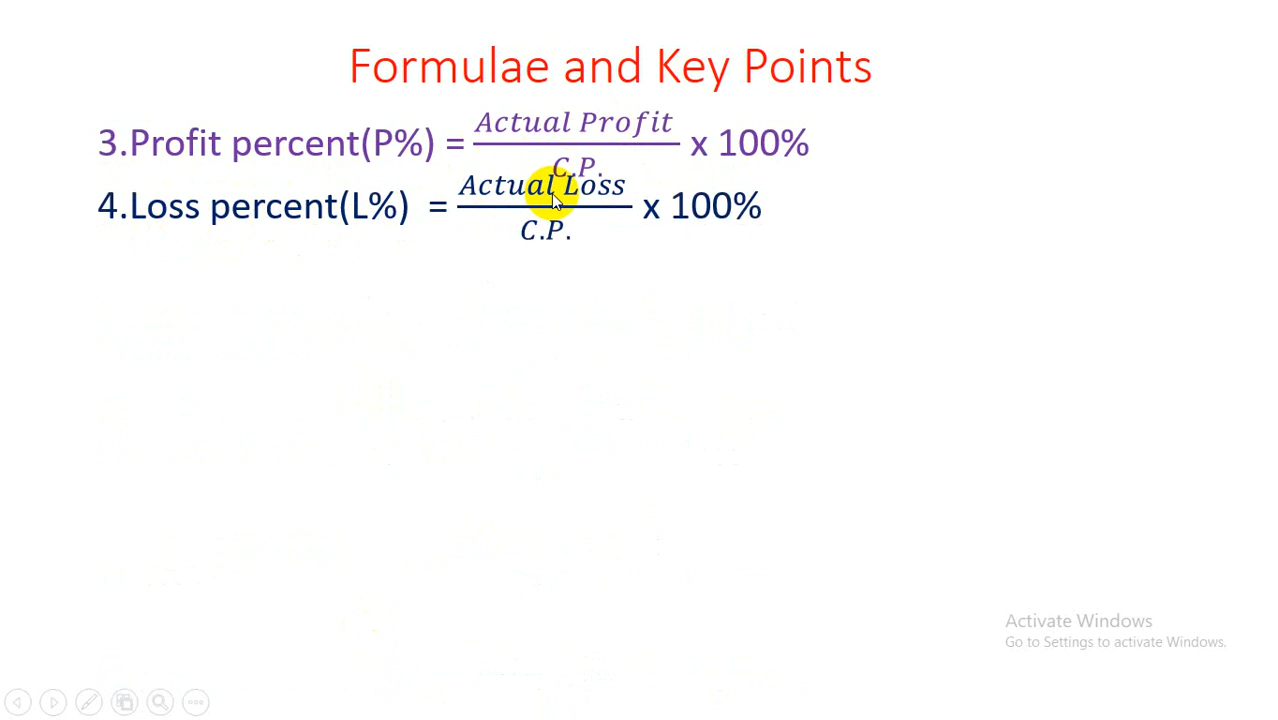 Formulae and Key Points
3.Profit percent(P%) = Actual Profit / C.P. x 100%
4.Loss percent(L%) = Actual Loss / C.P. x 100%
Activate Windows
Go to Settings to activate Windows.